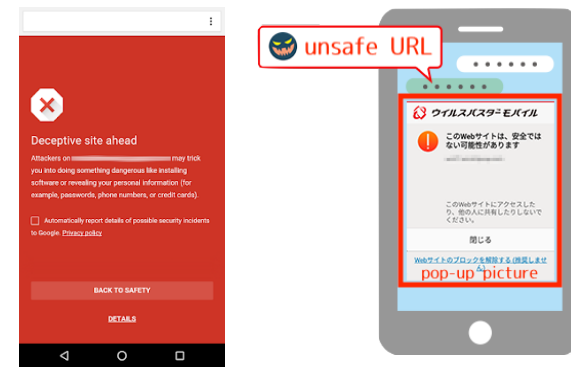 Deceptive site ahead
Attackers on may trick
you into doing something dangerous like installing
software or revealing your personal information (for
example, passwords, phone numbers, or credit cards).
Automatically report details of possible security incidents
to Google. Privacy policy
BACK TO SAFETY
DETAILS
unsafe URL
ウイルスバスター モバイル
このWebサイトは、安全では
ない可能性があります
このWebサイトにアクセスした
り、他の人に共有したりしないで
ください。
閉じる
Webサイトのブロックを解除する (推奨しませ
ん)
pop-up picture